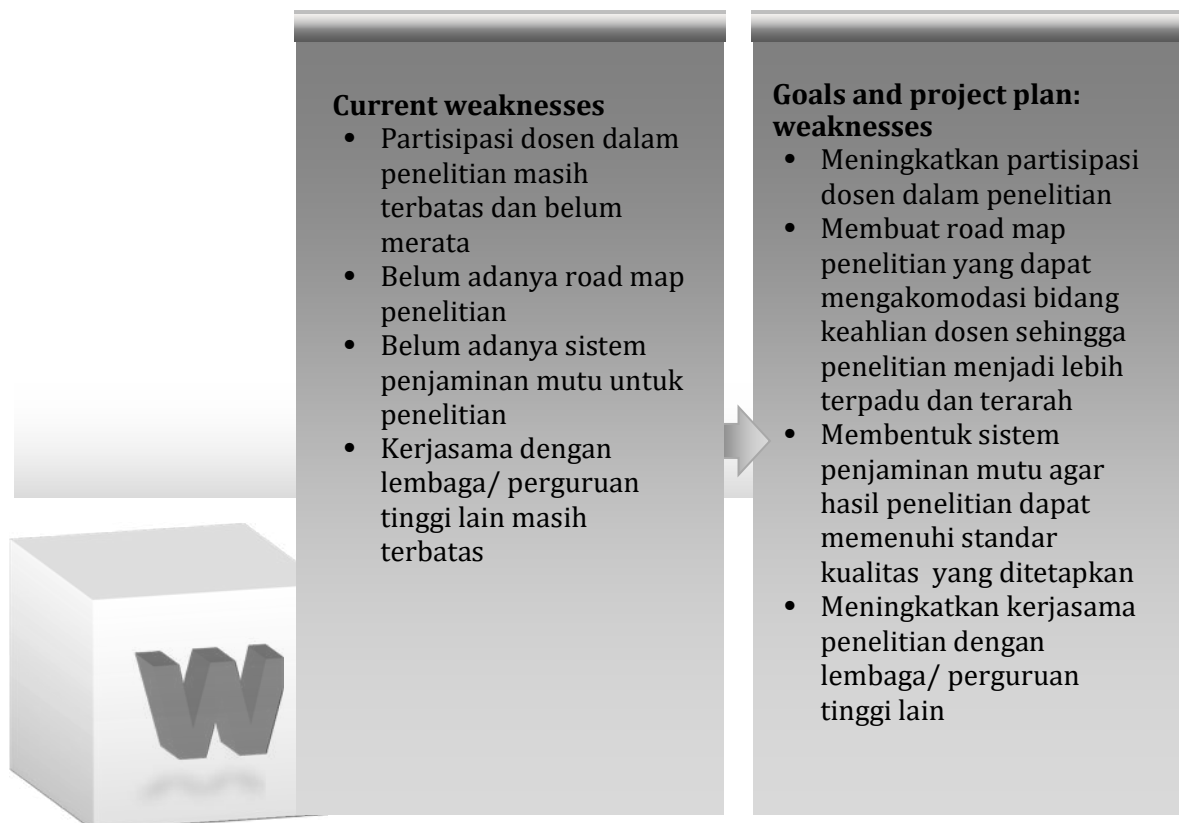 Current weaknesses
• Partisipasi dosen dalam
penelitian masih
terbatas dan belum
merata
• Belum adanya road map
penelitian
• Belum adanya sistem
penjaminan mutu untuk
penelitian
• Kerjasama dengan
lembaga/ perguruan
tinggi lain masih
terbatas
Goals and project plan:
weaknesses
• Meningkatkan partisipasi
dosen dalam penelitian
• Membuat road map
penelitian yang dapat
mengakomodasi bidang
keahlian dosen sehingga
penelitian menjadi lebih
terpadu dan terarah
• Membentuk sistem
penjaminan mutu agar
hasil penelitian dapat
memenuhi standar
kualitas  yang ditetapkan
• Meningkatkan kerjasama
penelitian dengan
lembaga/ perguruan
tinggi lain
W